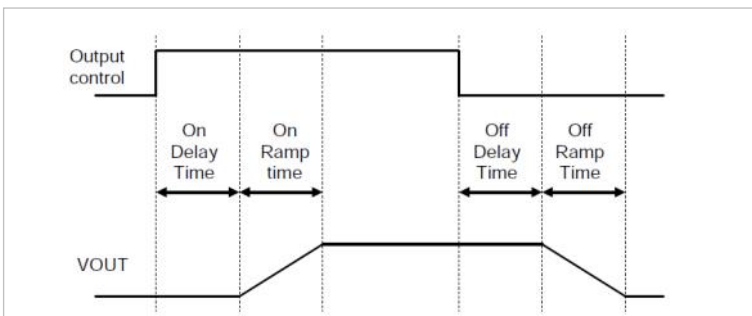 Output
control
On
Delay
Time
On
Ramp
time
Off
Delay
Time
Off
Ramp
Time
VOUT